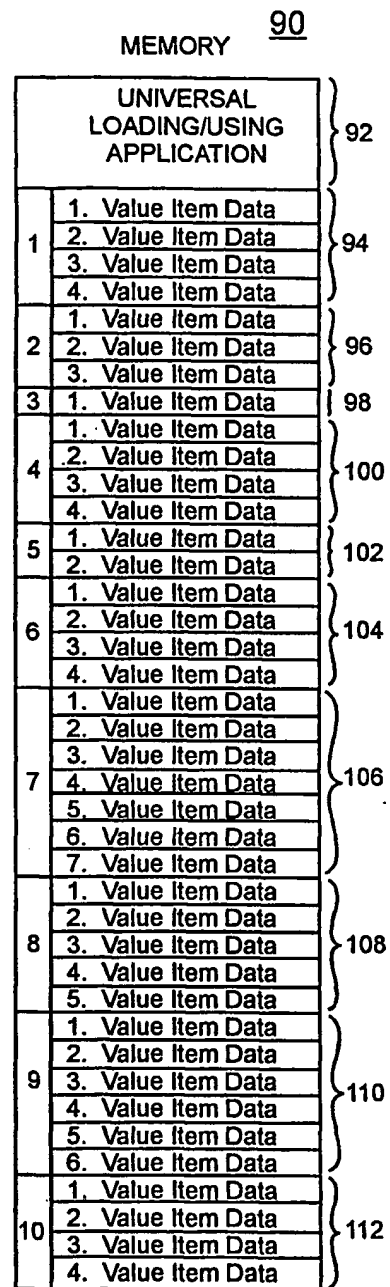 90
MEMORY
UNIVERSAL
LOADING/USING
APPLICATION
92
1
1. Value Item Data
2. Value Item Data
3. Value Item Data
4. Value Item Data
94
2
1. Value Item Data
2. Value Item Data
3. Value Item Data
96
3
1. Value Item Data
98
4
1. Value Item Data
2. Value Item Data
3. Value Item Data
4. Value Item Data
100
5
1. Value Item Data
2. Value Item Data
102
6
1. Value Item Data
2. Value Item Data
3. Value Item Data
4. Value Item Data
104
7
1. Value Item Data
2. Value Item Data
3. Value Item Data
4. Value Item Data
5. Value Item Data
6. Value Item Data
7. Value Item Data
106
8
1. Value Item Data
2. Value Item Data
3. Value Item Data
4. Value Item Data
5. Value Item Data
108
9
1. Value Item Data
2. Value Item Data
3. Value Item Data
4. Value Item Data
5. Value Item Data
6. Value Item Data
110
10
1. Value Item Data
2. Value Item Data
3. Value Item Data
4. Value Item Data
112